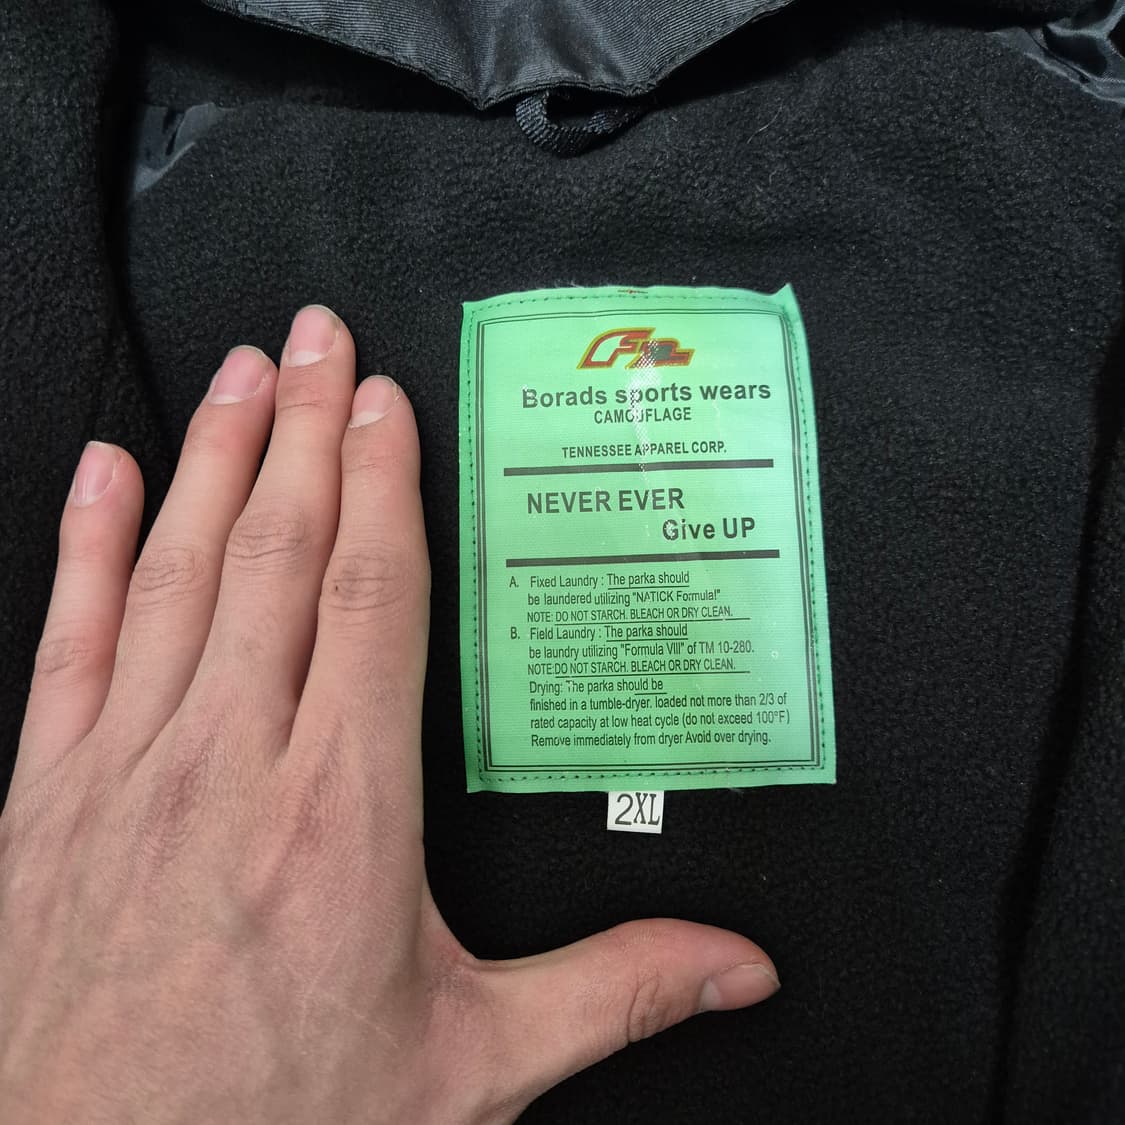 Borads sports wears
CAMOUFLAGE
TENNESSEE APPAREL CORP.
NEVER EVER
Give UP
A. Fixed Laundry : The parka should
be laundered utilizing "NATICK Formula!"
NOTE: DO NOT STARCH. BLEACH OR DRY CLEAN.
B. Field Laundry : The parka should
be laundry utilizing "Formula VIII" of TM 10-280.
NOTE:DO NOT STARCH. BLEACH OR DRY CLEAN.
Drying: The parka should be
finished in a tumble-dryer. loaded not more than 2/3 of
rated capacity at low heat cycle (do not exceed 100°F)
Remove immediately from dryer Avoid over drying.
2XL